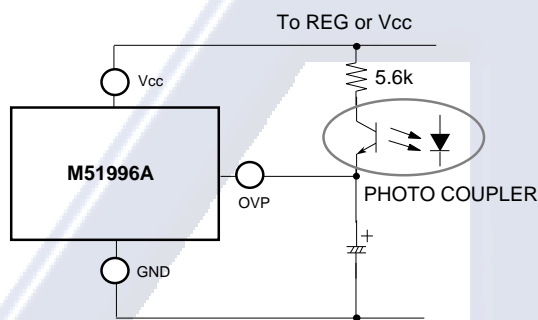 To REG or Vcc
5.6k
Vcc
M51996A
OVP
PHOTO COUPLER
GND